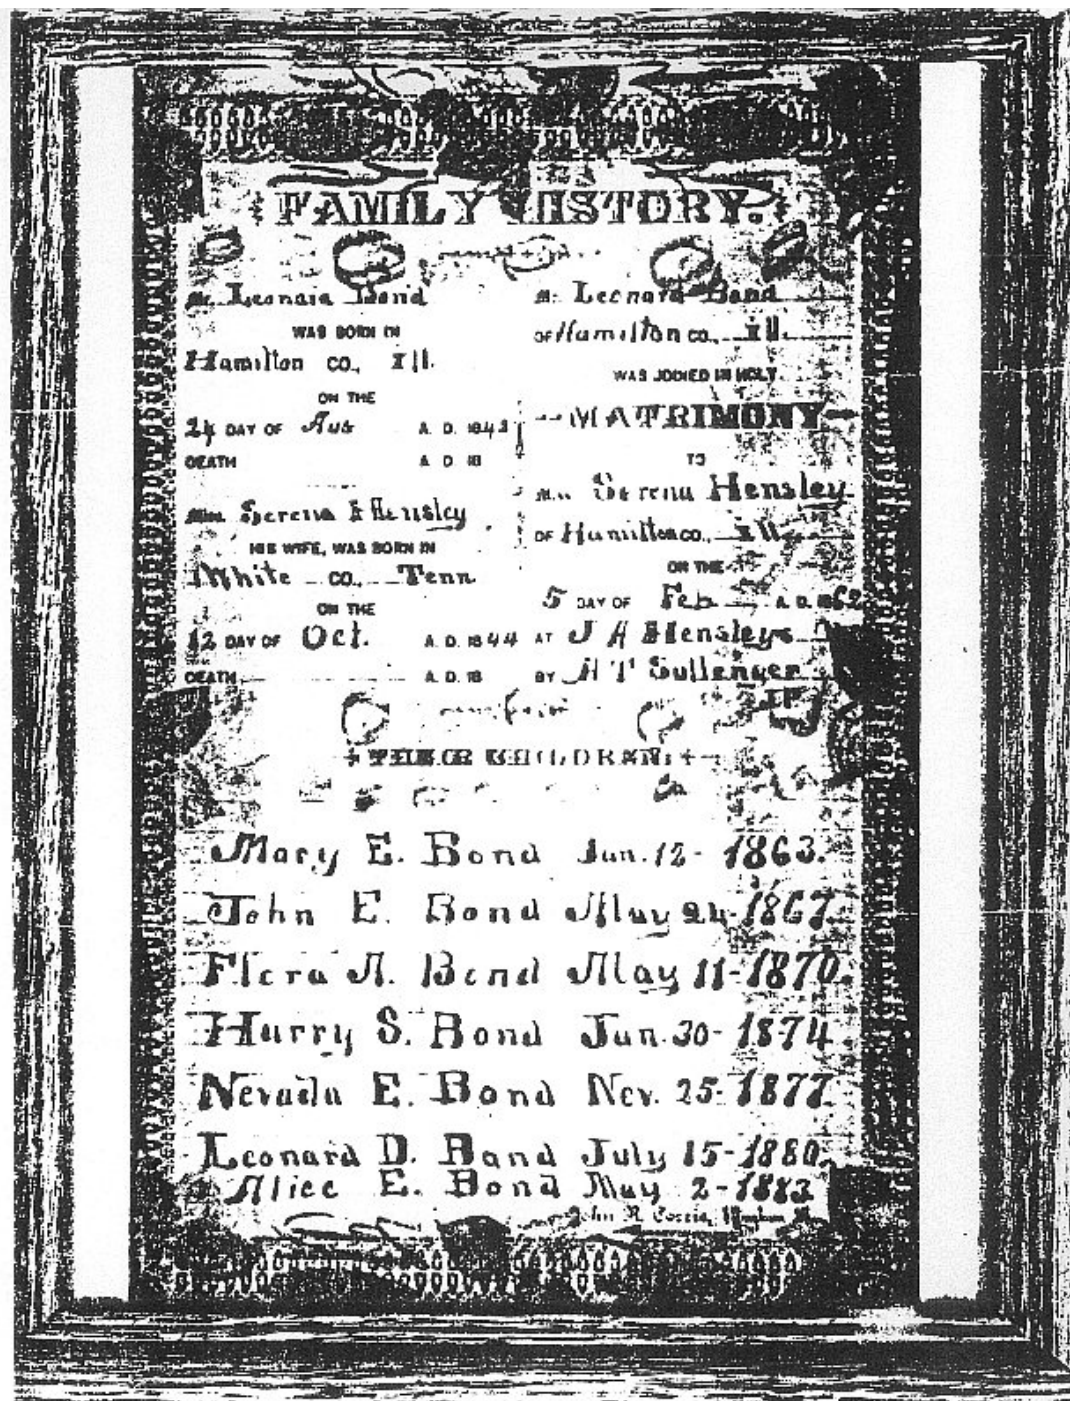 FAMILY HISTORY.
Mr. Leonard Bond
WAS BORN IN
Hamilton CO., Ill.
ON THE
24 DAY OF Aug A. D. 1843
DEATH A. D. 18
Miss Serena E Hensley
HIS WIFE, WAS BORN IN
White CO., Tenn.
ON THE
12 DAY OF Oct. A. D. 1844
DEATH A. D. 18
Mr. Leonard Bond
OF Hamilton CO., Ill.
WAS JOINED IN HOLY
MATRIMONY
TO
Miss Serena Hensley
OF Hamilton CO., Ill.
ON THE
5 DAY OF Feb A. D. 1862
AT J A Hensleys
BY H T Sullenger
THEIR CHILDREN:
Mary E. Bond Jan. 12 - 1863.
John E. Bond May 24 - 1867.
Flora A. Bond May 11 - 1870.
Harry S. Bond Jan. 30 - 1874
Nevada E. Bond Nov. 25 - 1877.
Leonard D. Bond July 15 - 1880.
Alice E. Bond May 2 - 1883
John R.